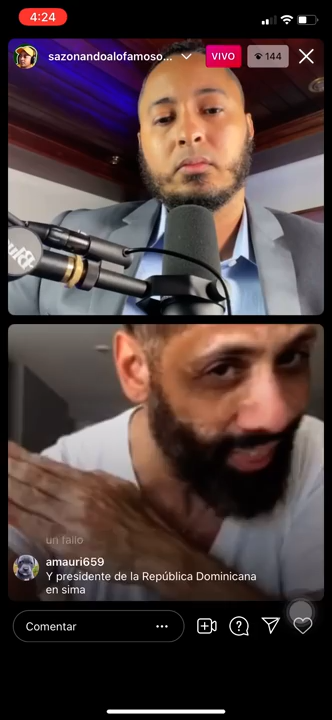 4:24
sazonandoalofamoso...
VIVO
144
un fallo
amauri659
Y presidente de la República Dominicana
en sima
Comentar